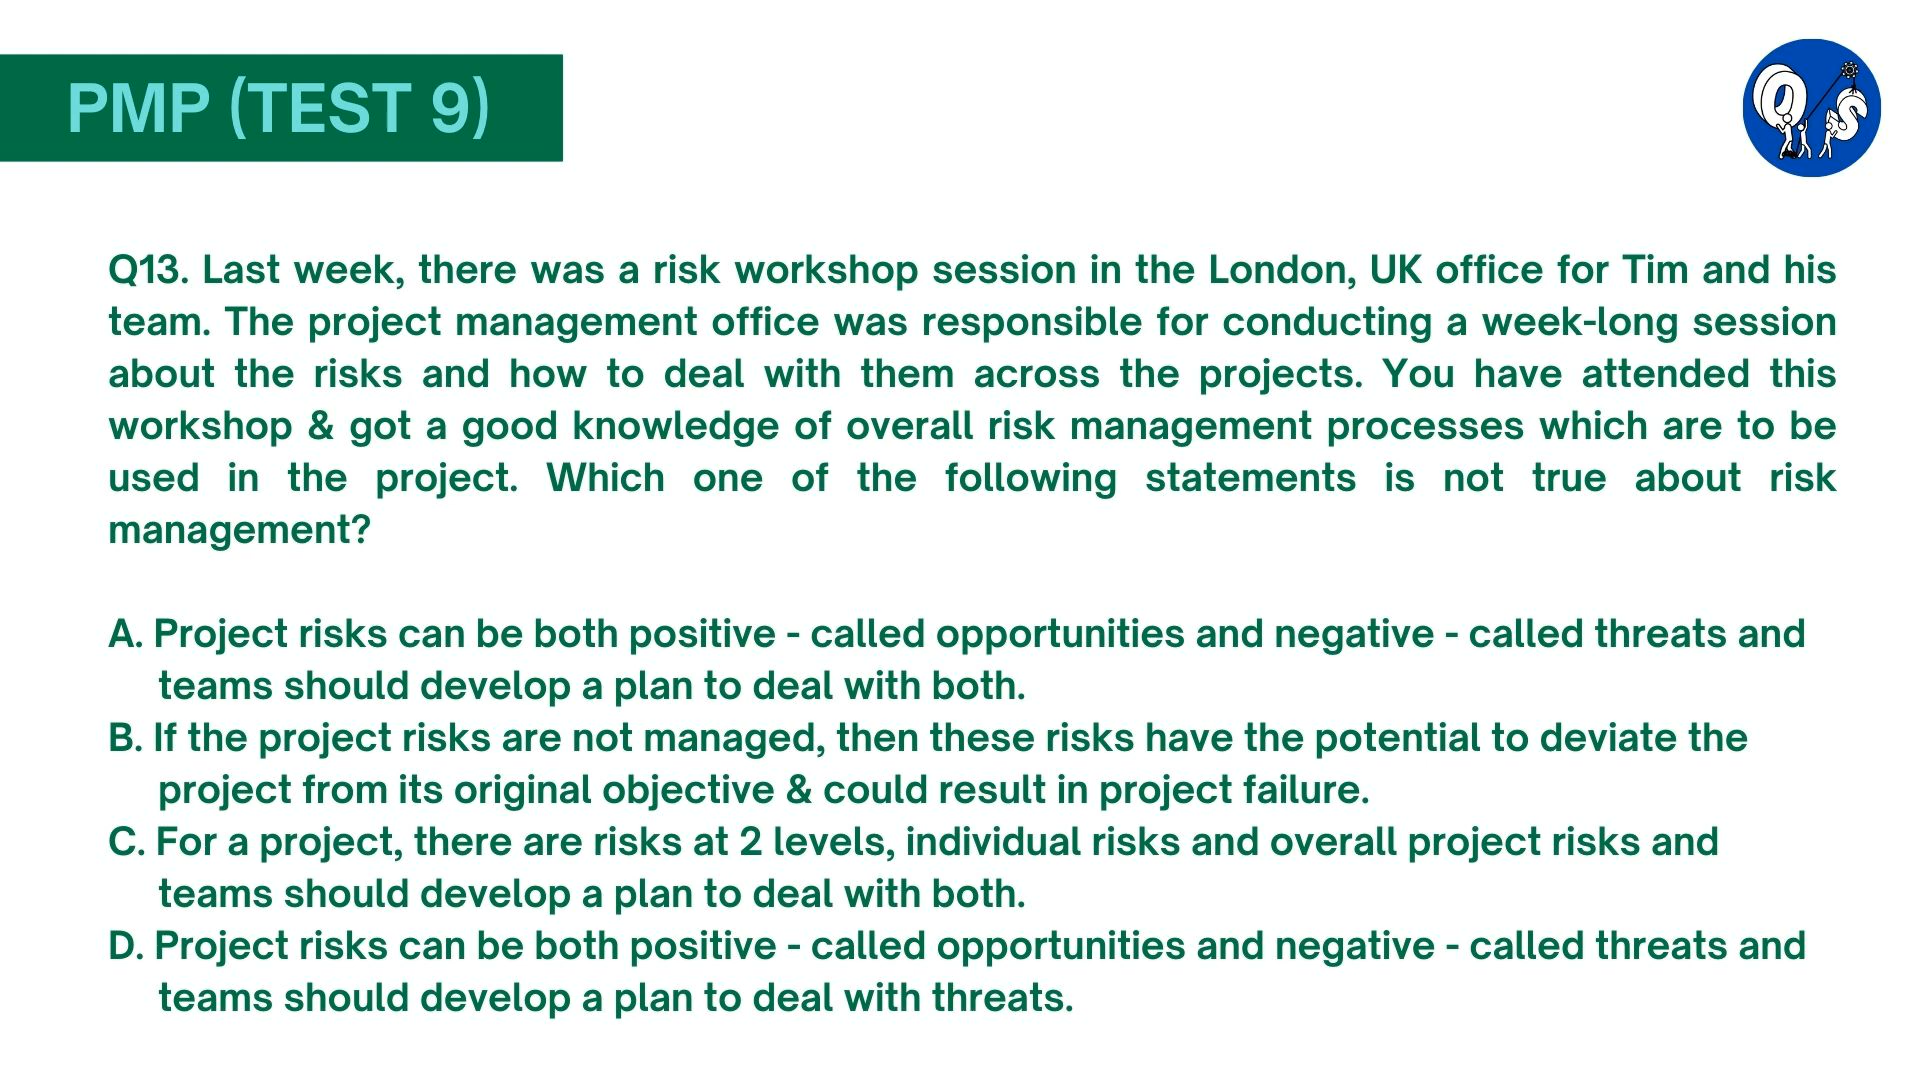 PMP (TEST 9)
Q S
Q13. Last week, there was a risk workshop session in the London, UK office for Tim and his
team. The project management office was responsible for conducting a week-long session
about the risks and how to deal with them across the projects. You have attended this
workshop & got a good knowledge of overall risk management processes which are to be
used in the project. Which one of the following statements is not true about risk
management?
A. Project risks can be both positive - called opportunities and negative - called threats and
teams should develop a plan to deal with both.
B. If the project risks are not managed, then these risks have the potential to deviate the
project from its original objective & could result in project failure.
C. For a project, there are risks at 2 levels, individual risks and overall project risks and
teams should develop a plan to deal with both.
D. Project risks can be both positive - called opportunities and negative - called threats and
teams should develop a plan to deal with threats.